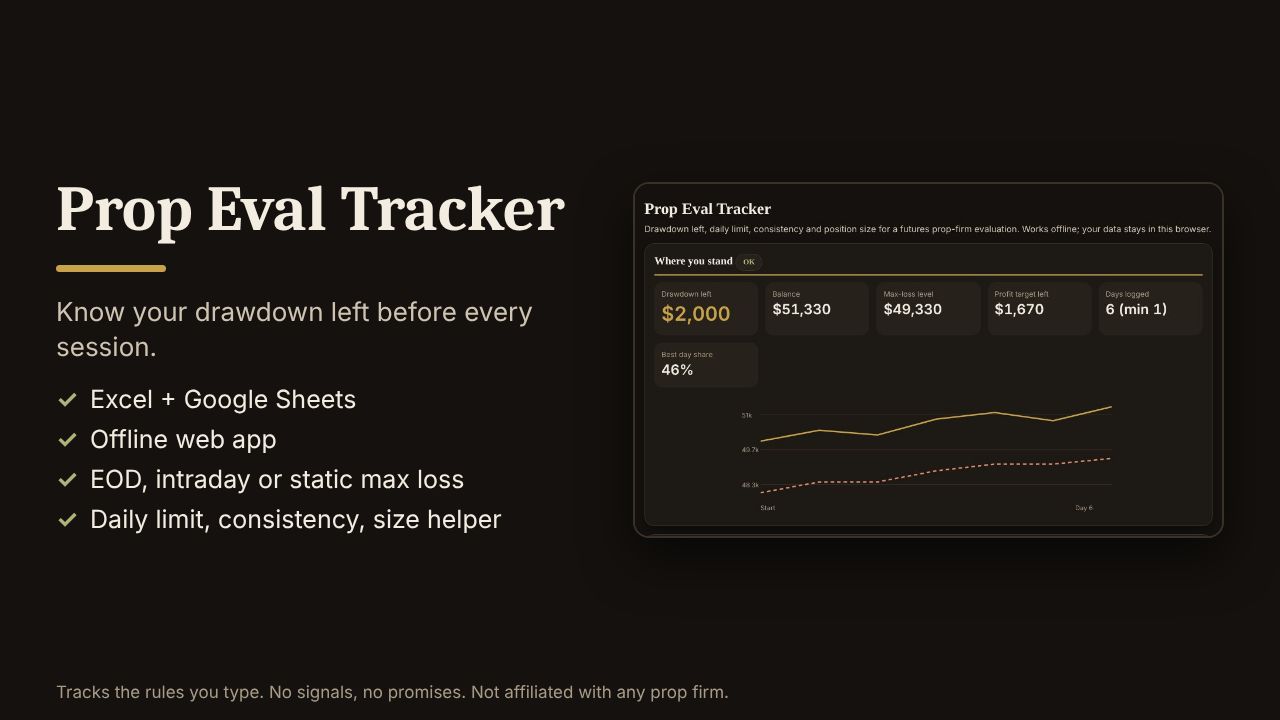 Prop Eval Tracker
Know your drawdown left before every
session.
✓ Excel + Google Sheets
✓ Offline web app
✓ EOD, intraday or static max loss
✓ Daily limit, consistency, size helper
Prop Eval Tracker
Drawdown left, daily limit, consistency and position size for a futures prop-firm evaluation. Works offline; your data stays in this browser.
Where you stand OK
Drawdown left
$2,000
Balance
$51,330
Max-loss level
$49,330
Profit target left
$1,670
Days logged
6 (min 1)
Best day share
46%
51k
49.7k
48.3k
Start
Day 6
Tracks the rules you type. No signals, no promises. Not affiliated with any prop firm.